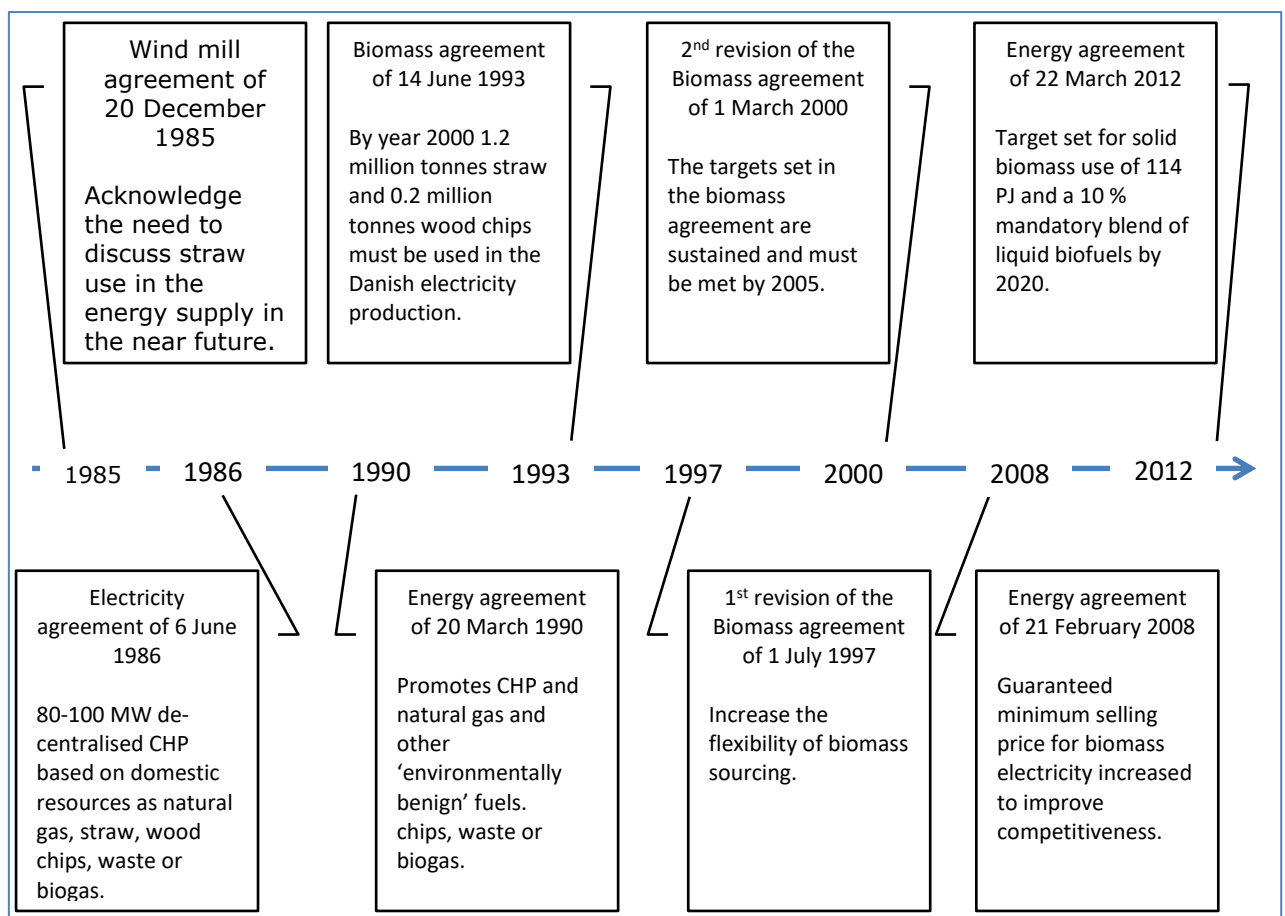 Wind mill
agreement of
20 December
1985
Acknowledge
the need to
discuss straw
use in the
energy supply in
the near future.
Biomass agreement
of 14 June 1993
By year 2000 1.2
million tonnes straw
and 0.2 million
tonnes wood chips
must be used in the
Danish electricity
production.
2nd revision of the
Biomass agreement
of 1 March 2000
The targets set in
the biomass
agreement are
sustained and must
be met by 2005.
Energy agreement
of 22 March 2012
Target set for solid
biomass use of 114
PJ and a 10 %
mandatory blend of
liquid biofuels by
2020.
1985 1986 1990 1993 1997 2000 2008 2012
Electricity
agreement of 6 June
1986
80-100 MW de-
centralised CHP
based on domestic
resources as natural
gas, straw, wood
chips, waste or
biogas.
Energy agreement
of 20 March 1990
Promotes CHP and
natural gas and
other
‘environmentally
benign’ fuels.
chips, waste or
biogas.
1st revision of the
Biomass agreement
of 1 July 1997
Increase the
flexibility of biomass
sourcing.
Energy agreement
of 21 February 2008
Guaranteed
minimum selling
price for biomass
electricity increased
to improve
competitiveness.